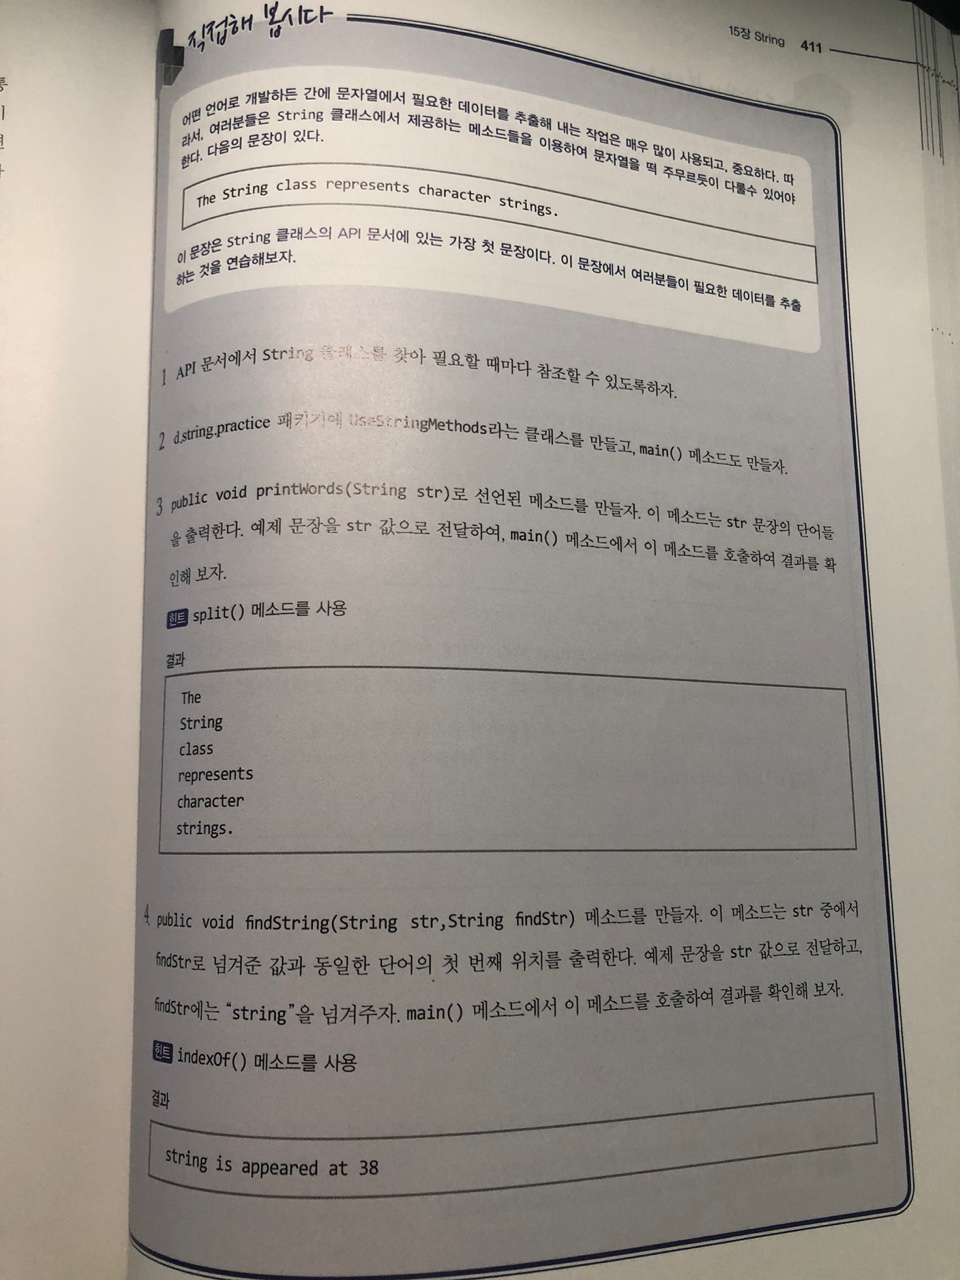 15장 String 411
직접해 봅시다
어떤 언어로 개발하든 간에 문자열에서 필요한 데이터를 추출해 내는 작업은 매우 많이 사용되고, 중요하다. 따
라서, 여러분들은 String 클래스에서 제공하는 메소드들을 이용하여 문자열을 떡 주무르듯이 다룰수 있어야
한다. 다음의 문장이 있다.
The String class represents character strings.
이 문장은 String 클래스의 API 문서에 있는 가장 첫 문장이다. 이 문장에서 여러분들이 필요한 데이터를 추출
하는 것을 연습해보자.
1 API 문서에서 String 클래스를 찾아 필요할 때마다 참조할 수 있도록하자.
2 d.string.practice 패키지에 UseStringMethods라는 클래스를 만들고, main() 메소드도 만들자.
3 public void printWords(String str)로 선언된 메소드를 만들자. 이 메소드는 str 문장의 단어들
을 출력한다. 예제 문장을 str 값으로 전달하여, main() 메소드에서 이 메소드를 호출하여 결과를 확
인해 보자.
힌트 split() 메소드를 사용
결과
The
String
class
represents
character
strings.
4 public void findString(String str,String findStr) 메소드를 만들자. 이 메소드는 str 중에서
findStr로 넘겨준 값과 동일한 단어의 첫 번째 위치를 출력한다. 예제 문장을 str 값으로 전달하고,
findStr에는 “string”을 넘겨주자. main() 메소드에서 이 메소드를 호출하여 결과를 확인해 보자.
힌트 indexOf() 메소드를 사용
결과
string is appeared at 38